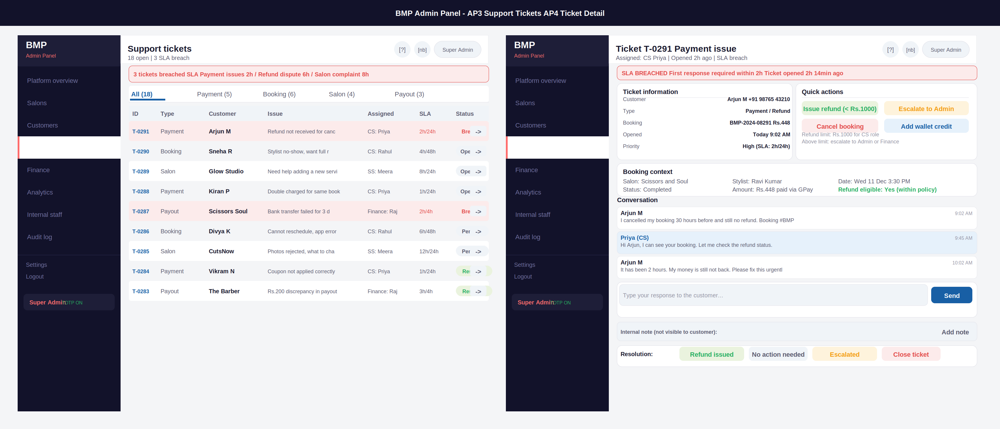 BMP Admin Panel - AP3 Support Tickets AP4 Ticket Detail
BMP
Admin Panel
Platform overview
Salons
Customers
Finance
Analytics
Internal staff
Audit log
Settings
Logout
Super Admin TOTP ON
Support tickets
18 open | 3 SLA breach
[?] [nb] Super Admin
3 tickets breached SLA Payment issues 2h / Refund dispute 6h / Salon complaint 8h
All (18) Payment (5) Booking (6) Salon (4) Payout (3)
ID Type Customer Issue Assigned SLA Status
T-0291 Payment Arjun M Refund not received for canc CS: Priya 2h/24h Bre ->
T-0290 Booking Sneha R Stylist no-show, want full r CS: Rahul 4h/48h Ope ->
T-0289 Salon Glow Studio Need help adding a new servi SS: Meera 8h/24h Ope ->
T-0288 Payment Kiran P Double charged for same book CS: Priya 1h/24h Ope ->
T-0287 Payout Scissors Soul Bank transfer failed for 3 d Finance: Raj 2h/4h Bre ->
T-0286 Booking Divya K Cannot reschedule, app error CS: Rahul 6h/48h Per ->
T-0285 Salon CutsNow Photos rejected, what to cha SS: Meera 12h/24h Per ->
T-0284 Payment Vikram N Coupon not applied correctly CS: Priya 1h/24h Res ->
T-0283 Payout The Barber Rs.200 discrepancy in payout Finance: Raj 3h/4h Res ->
BMP
Admin Panel
Platform overview
Salons
Customers
Finance
Analytics
Internal staff
Audit log
Settings
Logout
Super Admin TOTP ON
Ticket T-0291 Payment issue
Assigned: CS Priya | Opened 2h ago | SLA breach
[?] [nb] Super Admin
SLA BREACHED First response required within 2h Ticket opened 2h 14min ago
Ticket information
Customer Arjun M +91 98765 43210
Type Payment / Refund
Booking BMP-2024-08291 Rs.448
Opened Today 9:02 AM
Priority High (SLA: 2h/24h)
Quick actions
Issue refund (< Rs.1000) Escalate to Admin
Cancel booking Add wallet credit
Refund limit: Rs.1000 for CS role
Above limit: escalate to Admin or Finance
Booking context
Salon: Scissors and Soul Stylist: Ravi Kumar Date: Wed 11 Dec 3:30 PM
Status: Completed Amount: Rs.448 paid via GPay Refund eligible: Yes (within policy)
Conversation
Arjun M 9:02 AM
I cancelled my booking 30 hours before and still no refund. Booking #BMP
Priya (CS) 9:45 AM
Hi Arjun, I can see your booking. Let me check the refund status.
Arjun M 10:02 AM
It has been 2 hours. My money is still not back. Please fix this urgentl
Type your response to the customer... Send
Internal note (not visible to customer): Add note
Resolution: Refund issued No action needed Escalated Close ticket